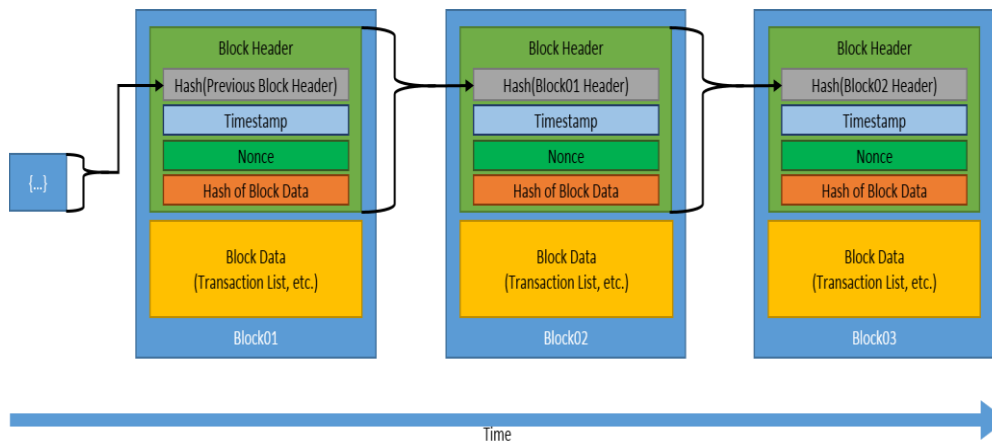 {...}
Block Header
Hash(Previous Block Header)
Timestamp
Nonce
Hash of Block Data
Block Data
(Transaction List, etc.)
Block01
Block Header
Hash(Block01 Header)
Timestamp
Nonce
Hash of Block Data
Block Data
(Transaction List, etc.)
Block02
Block Header
Hash(Block02 Header)
Timestamp
Nonce
Hash of Block Data
Block Data
(Transaction List, etc.)
Block03
Time